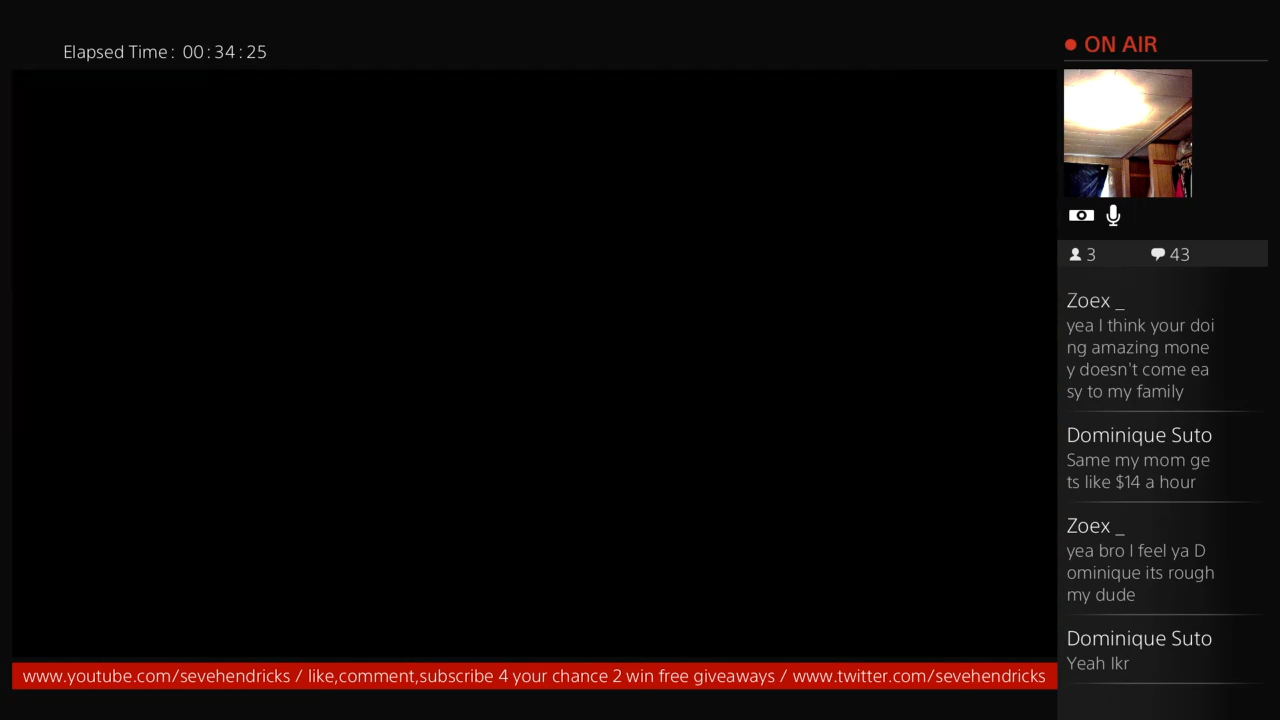 Elapsed Time: 00:34:25
ON AIR
3 43
Zoex _
yea I think your doi
ng amazing mone
y doesn't come ea
sy to my family
Dominique Suto
Same my mom ge
ts like $14 a hour
Zoex _
yea bro I feel ya D
ominique its rough
my dude
Dominique Suto
Yeah Ikr
www.youtube.com/sevehendricks / like,comment,subscribe 4 your chance 2 win free giveaways / www.twitter.com/sevehendricks